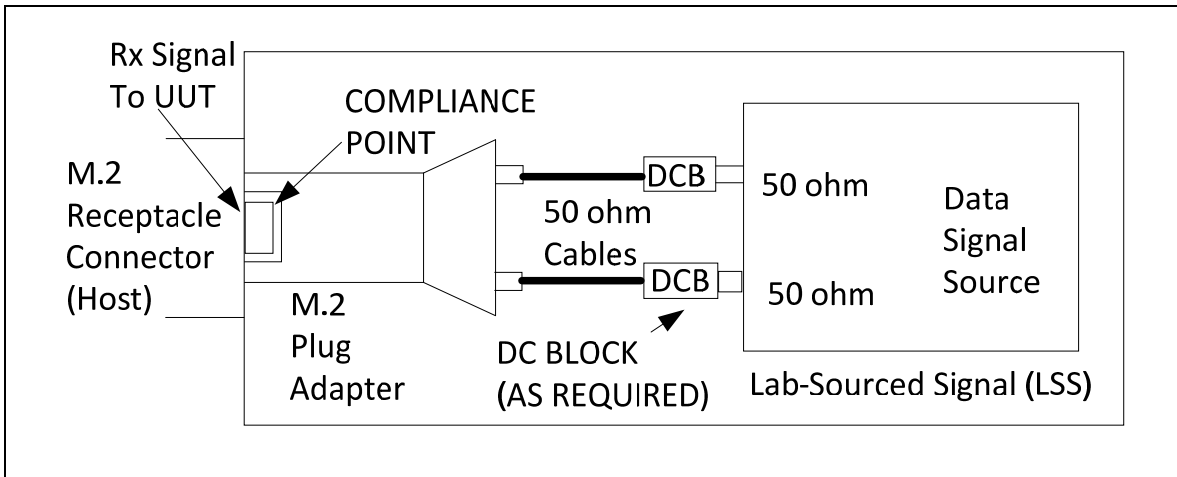 Rx Signal
To UUT
COMPLIANCE
POINT
M.2
Receptacle
Connector
(Host)
M.2
Plug
Adapter
50 ohm
Cables
DCB
DCB
DC BLOCK
(AS REQUIRED)
50 ohm
50 ohm
Data
Signal
Source
Lab-Sourced Signal (LSS)